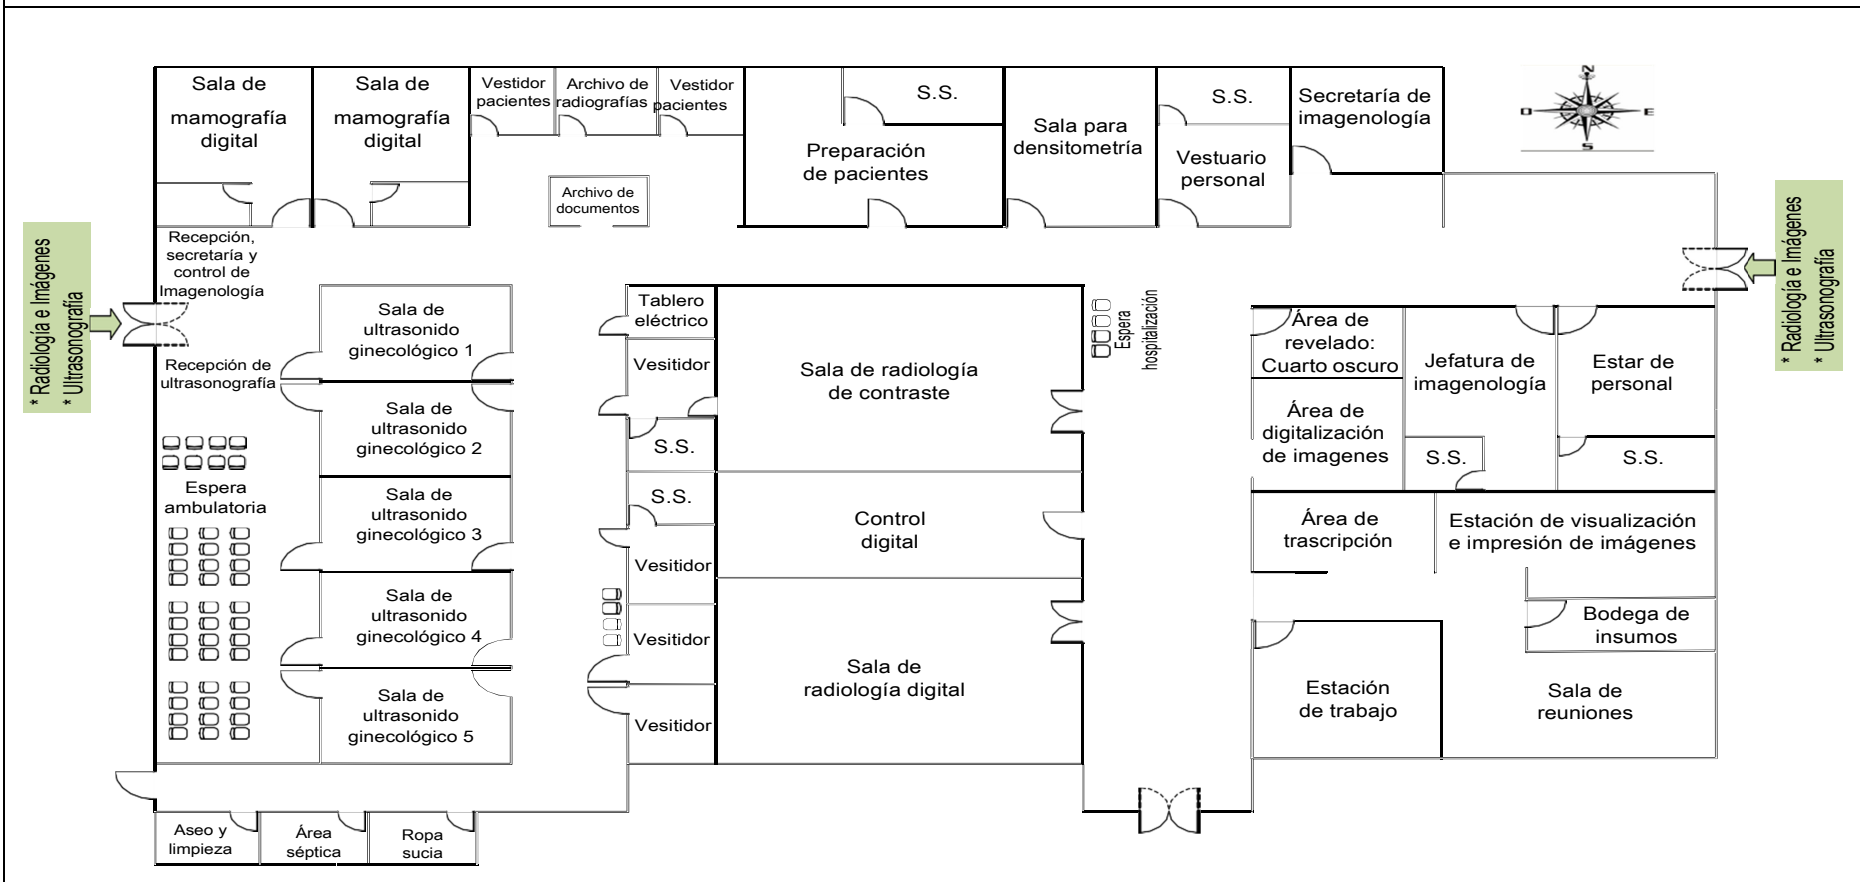 Sala de
mamografía
digital
Sala de
mamografía
digital
Vestidor
pacientes
Archivo de
radiografías
Vestidor
pacientes
S.S.
Preparación
de pacientes
Sala para
densitometría
S.S.
Vestuario
personal
Secretaría de
imagenología
N
O
E
S
Archivo de
documentos
* Radiología e Imágenes
* Ultrasonografía
Recepción,
secretaría y
control de
Imagenología
Recepción de
ultrasonografía
Espera
ambulatoria
Sala de
ultrasonido
ginecológico 1
Sala de
ultrasonido
ginecológico 2
Sala de
ultrasonido
ginecológico 3
Sala de
ultrasonido
ginecológico 4
Sala de
ultrasonido
ginecológico 5
Tablero
eléctrico
Vesitidor
S.S.
S.S.
Vesitidor
Vesitidor
Vesitidor
Sala de radiología
de contraste
Control
digital
Sala de
radiología digital
Espera
hospitalización
Área de
revelado:
Cuarto oscuro
Área de
digitalización
de imagenes
Jefatura de
imagenología
S.S.
Estar de
personal
S.S.
* Radiología e Imágenes
* Ultrasonografía
Área de
trascripción
Estación de visualización
e impresión de imágenes
Bodega de
insumos
Estación
de trabajo
Sala de
reuniones
Aseo y
limpieza
Área
séptica
Ropa
sucia